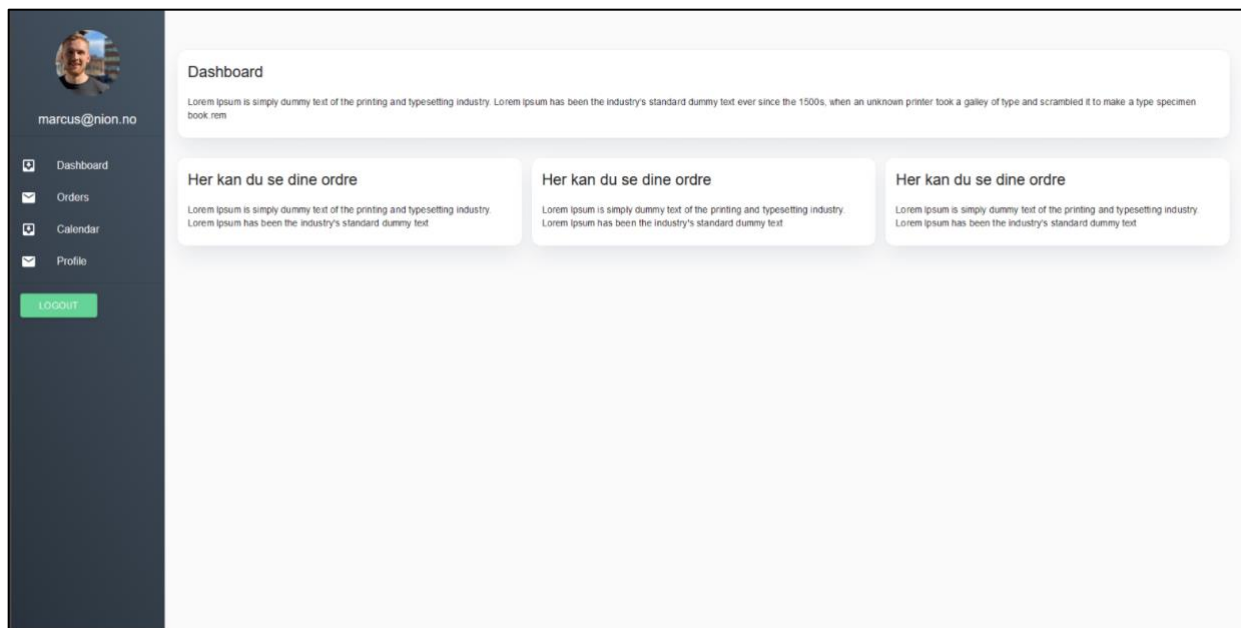 marcus@nion.no
Dashboard
Orders
Calendar
Profile
LOGOUT
Dashboard
Lorem Ipsum is simply dummy text of the printing and typesetting industry. Lorem Ipsum has been the industry's standard dummy text ever since the 1500s, when an unknown printer took a galley of type and scrambled it to make a type specimen
book.rem
Her kan du se dine ordre
Lorem Ipsum is simply dummy text of the printing and typesetting industry.
Lorem Ipsum has been the industry's standard dummy text
Her kan du se dine ordre
Lorem Ipsum is simply dummy text of the printing and typesetting industry.
Lorem Ipsum has been the industry's standard dummy text
Her kan du se dine ordre
Lorem Ipsum is simply dummy text of the printing and typesetting industry.
Lorem Ipsum has been the industry's standard dummy text